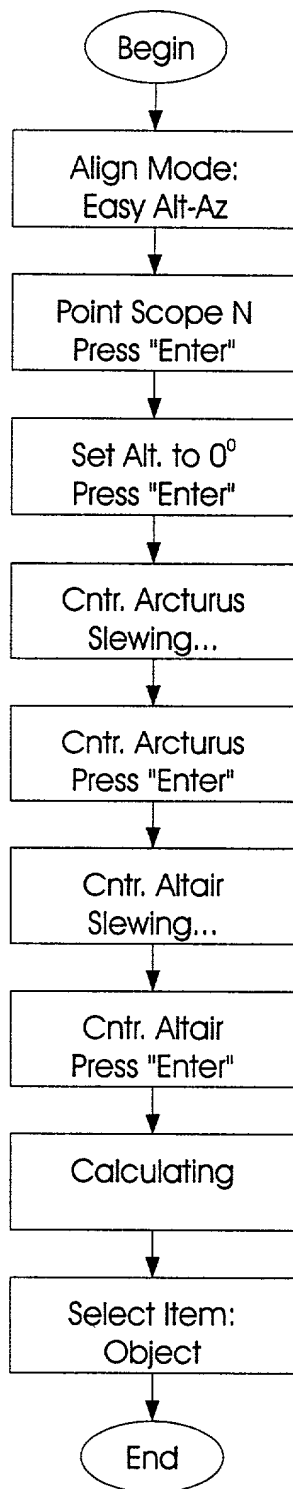 Begin
Align Mode:
Easy Alt-Az
Point Scope N
Press "Enter"
Set Alt. to 0⁰
Press "Enter"
Cntr. Arcturus
Slewing...
Cntr. Arcturus
Press "Enter"
Cntr. Altair
Slewing...
Cntr. Altair
Press "Enter"
Calculating
Select Item:
Object
End